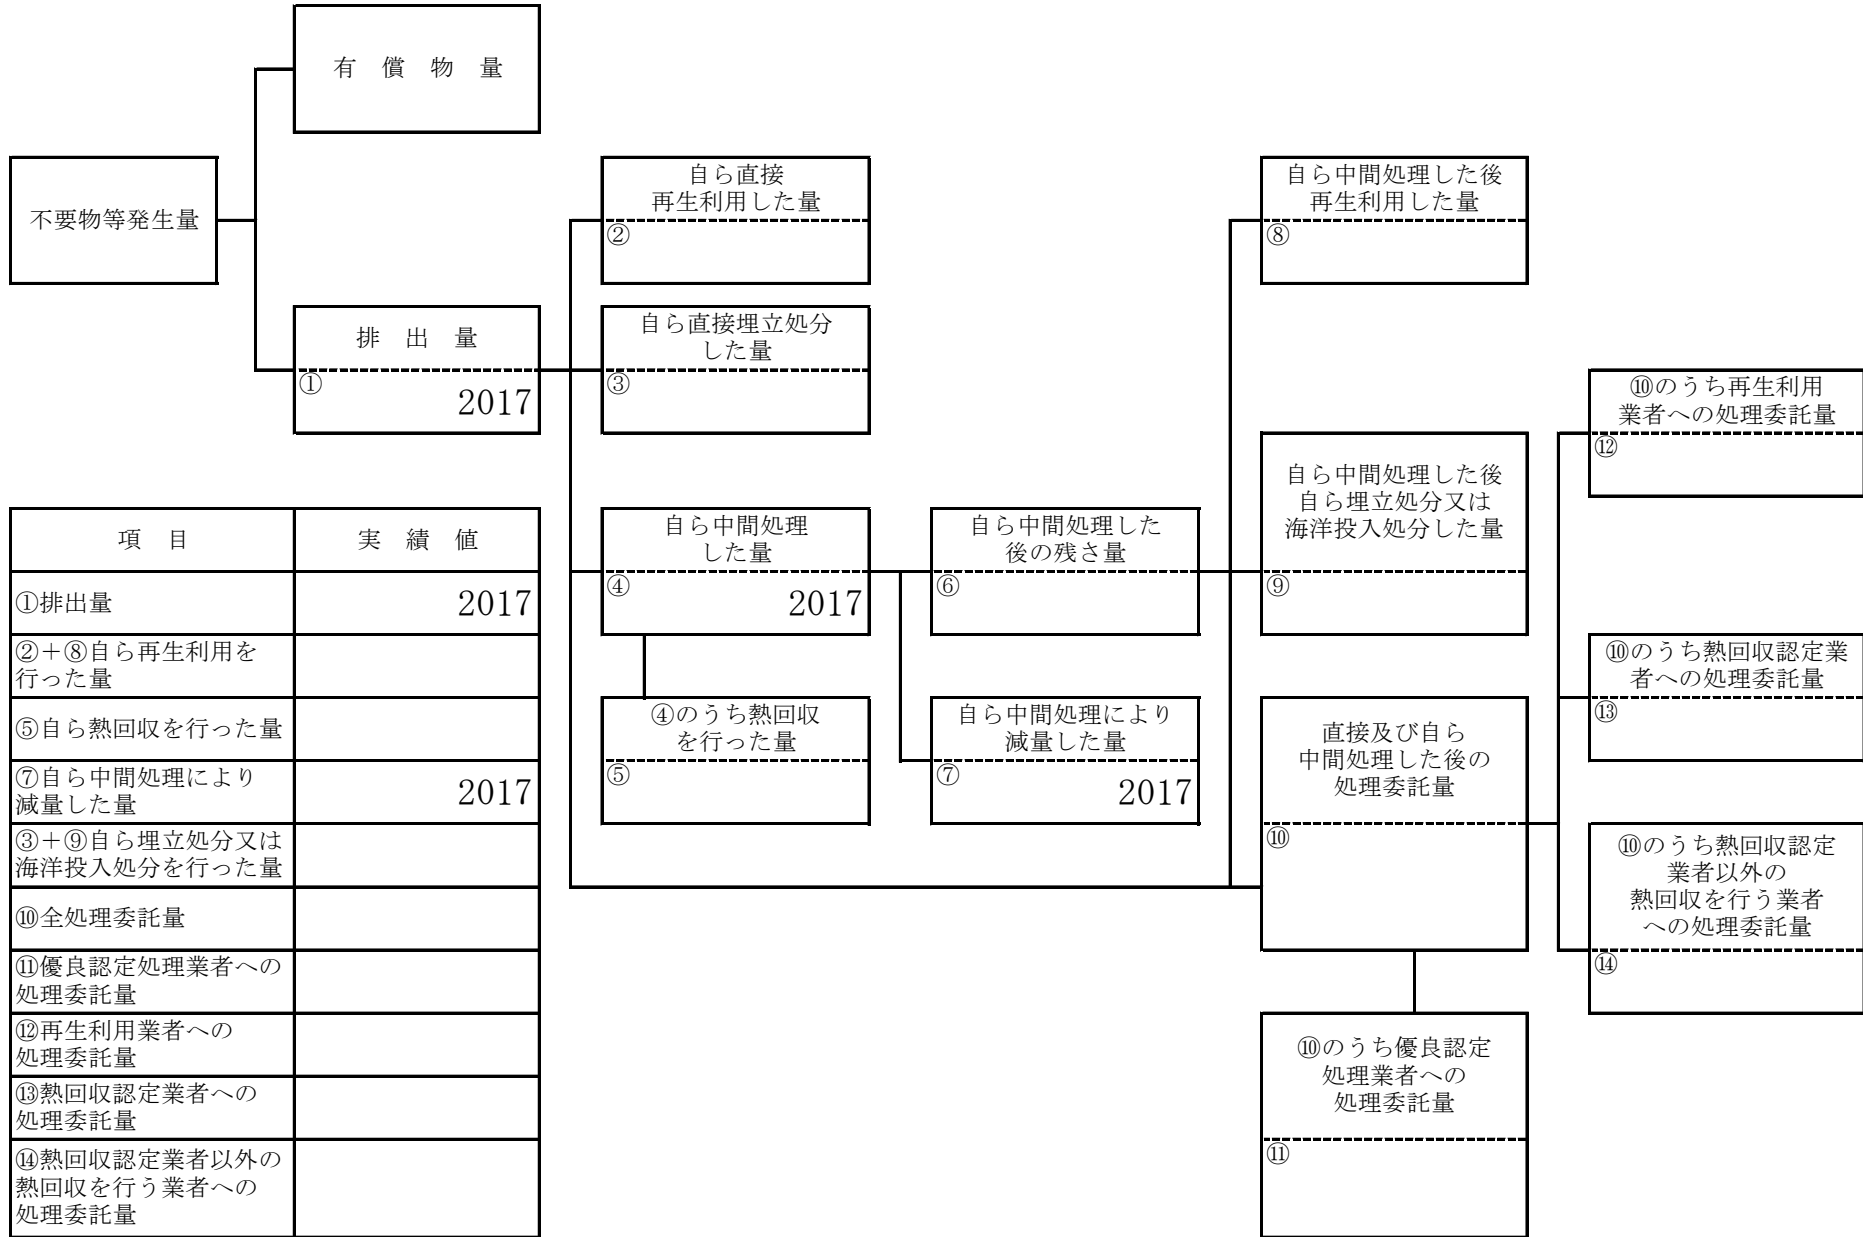 有 償 物 量
不要物等発生量
自ら直接
再生利用した量
②
自ら中間処理した後
再生利用した量
⑧
排 出 量
①
2017
自ら直接埋立処分
した量
③
⑩のうち再生利用
業者への処理委託量
⑫
自ら中間処理した後
自ら埋立処分又は
海洋投入処分した量
⑨
自ら中間処理
した量
④
2017
自ら中間処理した
後の残さ量
⑥
⑩のうち熱回収認定業
者への処理委託量
⑬
④のうち熱回収
を行った量
⑤
自ら中間処理により
減量した量
⑦
2017
直接及び自ら
中間処理した後の
処理委託量
⑩
⑩のうち熱回収認定
業者以外の
熱回収を行う業者
への処理委託量
⑭
⑩のうち優良認定
処理業者への
処理委託量
⑪
項 目 実 績 値
①排出量 2017
②＋⑧自ら再生利用を
行った量
⑤自ら熱回収を行った量
⑦自ら中間処理により
減量した量 2017
③＋⑨自ら埋立処分又は
海洋投入処分を行った量
⑩全処理委託量
⑪優良認定処理業者への
処理委託量
⑫再生利用業者への
処理委託量
⑬熱回収認定業者への
処理委託量
⑭熱回収認定業者以外の
熱回収を行う業者への
処理委託量